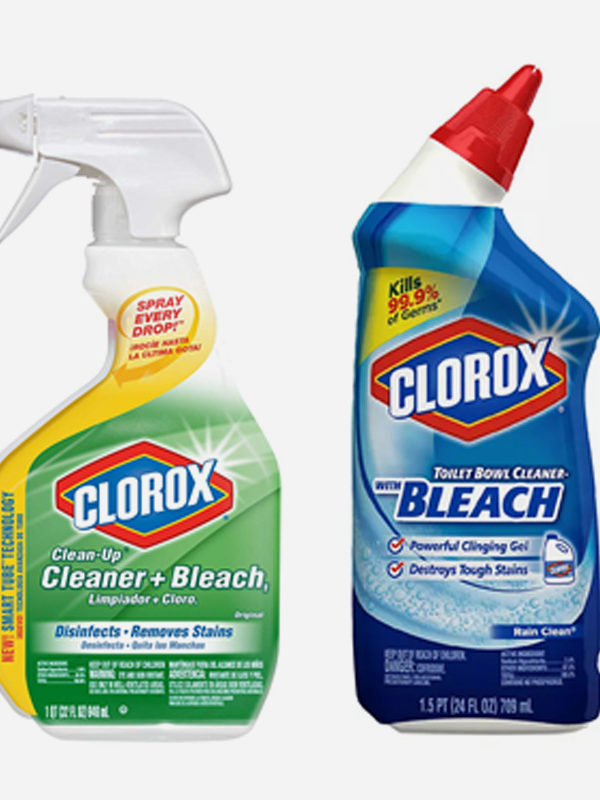 SPRAY
EVERY
DROP!™
¡ROCÍE HASTA
LA ÚLTIMA GOTA!
NEW! SMART TUBE® TECHNOLOGY
CLOROX
Clean-Up®
Cleaner + Bleach
Limpiador + Cloro
Original
Disinfects • Removes Stains
Desinfecta • Quita las Manchas
KEEP OUT OF REACH OF CHILDREN.
WARNING:
1 QT (32 FL OZ) 946 mL
Kills
99.9%
of Germs*
CLOROX
TOILET BOWL CLEANER-
WITH BLEACH
Powerful Clinging Gel
Destroys Tough Stains
CLOROX
Rain Clean®
KEEP OUT OF REACH OF CHILDREN.
DANGER: CORROSIVE.
1.5 PT (24 FL OZ) 709 mL